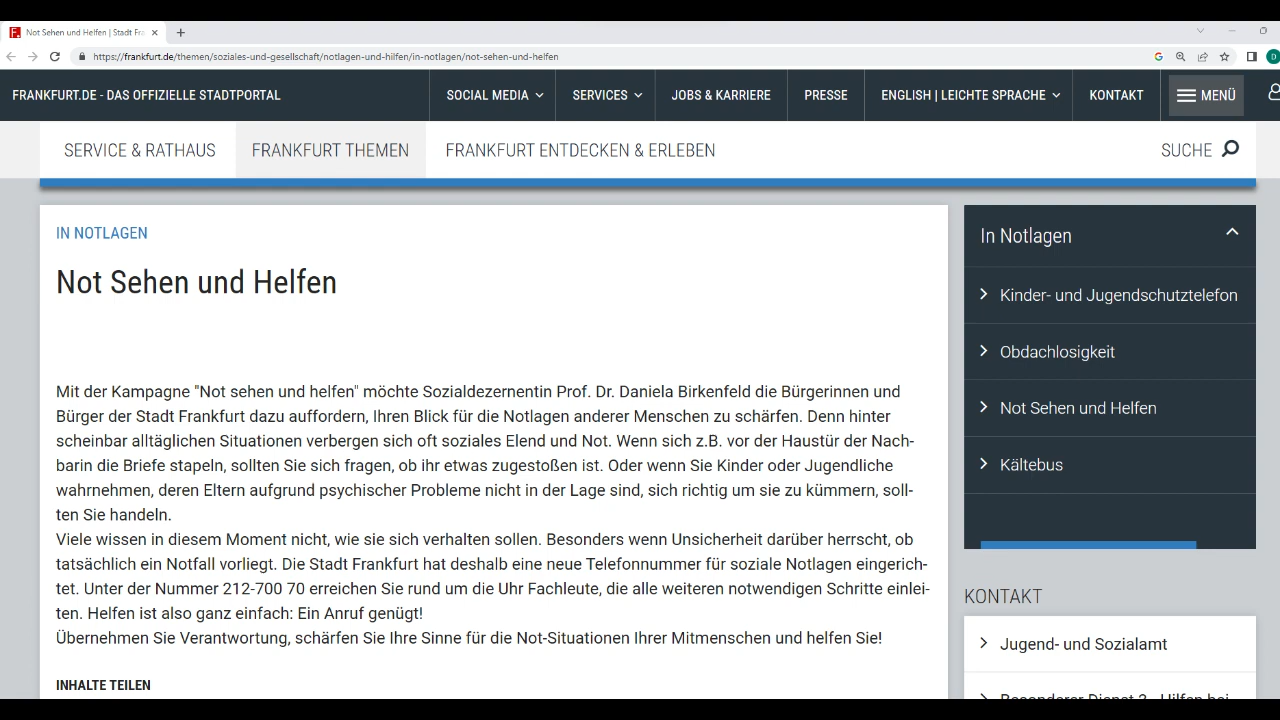 Not Sehen und Helfen | Stadt Fra
https://frankfurt.de/themen/soziales-und-gesellschaft/notlagen-und-hilfen/in-notlagen/not-sehen-und-helfen
FRANKFURT.DE - DAS OFFIZIELLE STADTPORTAL
SOCIAL MEDIA
SERVICES
JOBS & KARRIERE
PRESSE
ENGLISH | LEICHTE SPRACHE
KONTAKT
MENÜ
SERVICE & RATHAUS
FRANKFURT THEMEN
FRANKFURT ENTDECKEN & ERLEBEN
SUCHE
IN NOTLAGEN
Not Sehen und Helfen
Mit der Kampagne "Not sehen und helfen" möchte Sozialdezernentin Prof. Dr. Daniela Birkenfeld die Bürgerinnen und
Bürger der Stadt Frankfurt dazu auffordern, Ihren Blick für die Notlagen anderer Menschen zu schärfen. Denn hinter
scheinbar alltäglichen Situationen verbergen sich oft soziales Elend und Not. Wenn sich z.B. vor der Haustür der Nach-
barin die Briefe stapeln, sollten Sie sich fragen, ob ihr etwas zugestoßen ist. Oder wenn Sie Kinder oder Jugendliche
wahrnehmen, deren Eltern aufgrund psychischer Probleme nicht in der Lage sind, sich richtig um sie zu kümmern, soll-
ten Sie handeln.
Viele wissen in diesem Moment nicht, wie sie sich verhalten sollen. Besonders wenn Unsicherheit darüber herrscht, ob
tatsächlich ein Notfall vorliegt. Die Stadt Frankfurt hat deshalb eine neue Telefonnummer für soziale Notlagen eingerich-
tet. Unter der Nummer 212-700 70 erreichen Sie rund um die Uhr Fachleute, die alle weiteren notwendigen Schritte einlei-
ten. Helfen ist also ganz einfach: Ein Anruf genügt!
Übernehmen Sie Verantwortung, schärfen Sie Ihre Sinne für die Not-Situationen Ihrer Mitmenschen und helfen Sie!
INHALTE TEILEN
In Notlagen
Kinder- und Jugendschutztelefon
Obdachlosigkeit
Not Sehen und Helfen
Kältebus
KONTAKT
Jugend- und Sozialamt
Besonderer Dienst 3 - Hilfen bei